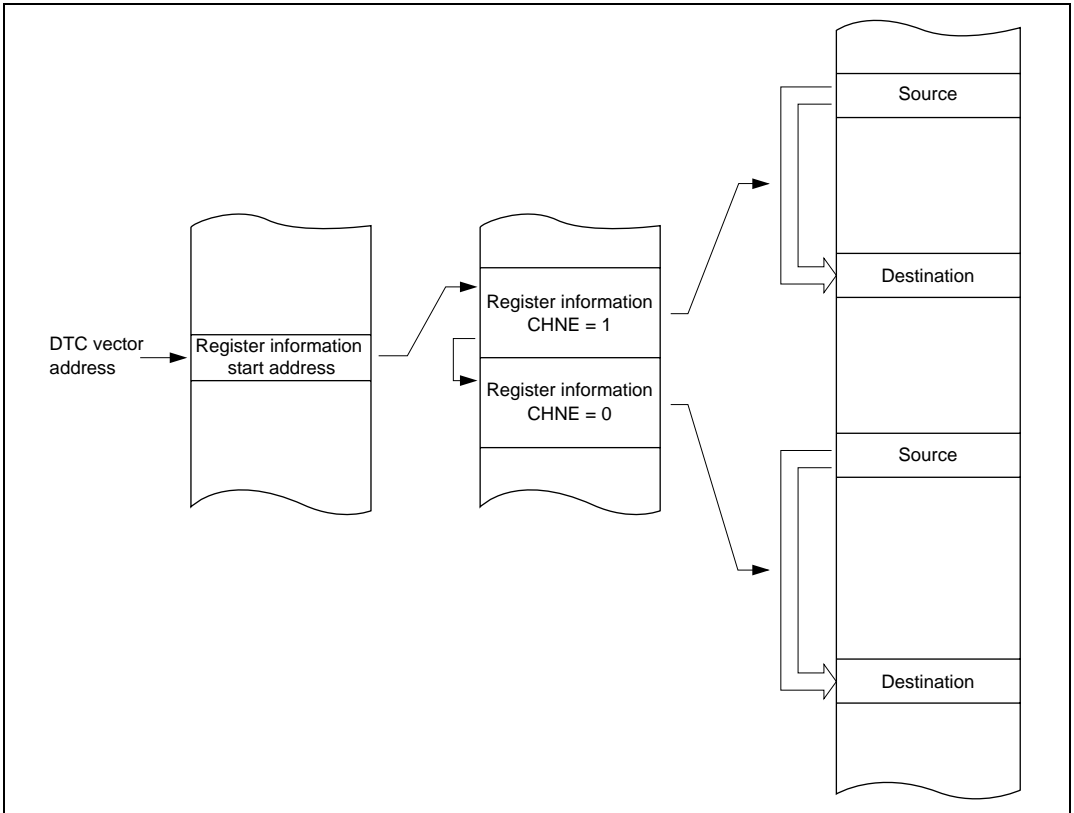 DTC vector
address
Register information
start address
Register information
CHNE = 1
Register information
CHNE = 0
Source
Destination
Source
Destination